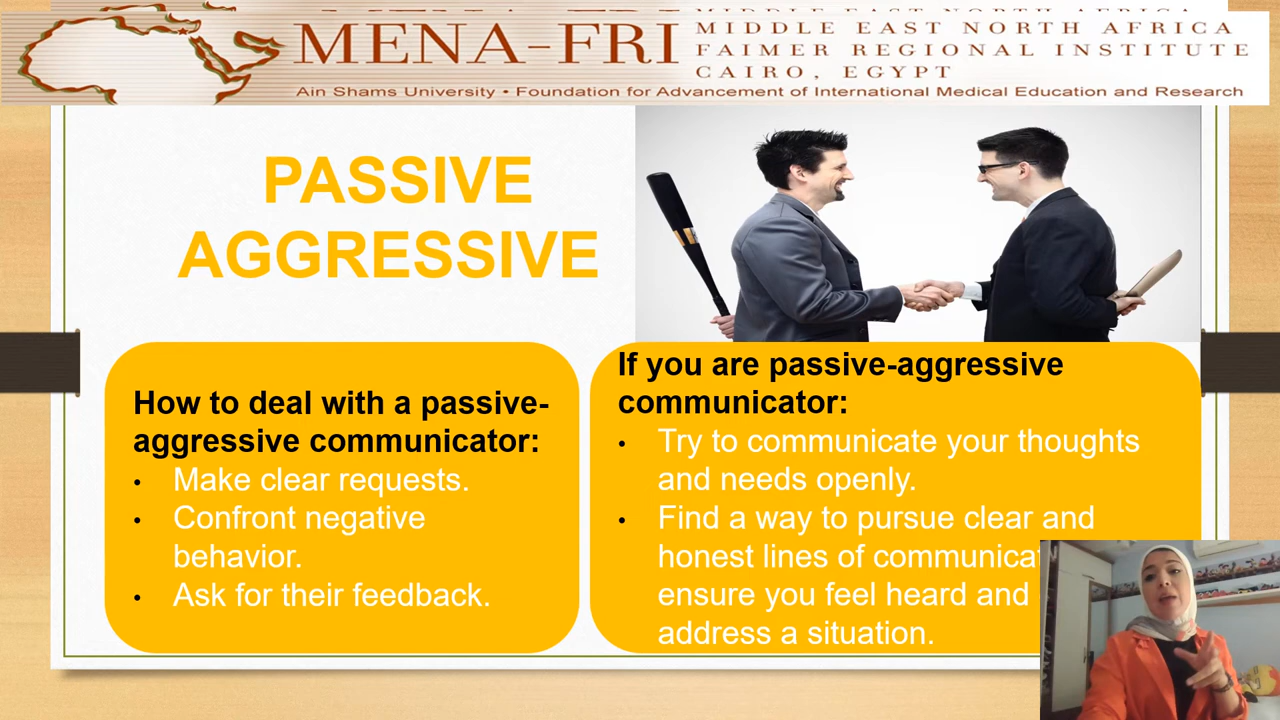 MENA-FRI
MIDDLE EAST NORTH AFRICA
FAIMER REGIONAL INSTITUTE
CAIRO, EGYPT
Ain Shams University • Foundation for Advancement of International Medical Education and Research
PASSIVE
AGGRESSIVE
How to deal with a passive-
aggressive communicator:
• Make clear requests.
• Confront negative
behavior.
• Ask for their feedback.
If you are passive-aggressive
communicator:
• Try to communicate your thoughts
and needs openly.
• Find a way to pursue clear and
honest lines of
ensure you feel heard and
address a situation.